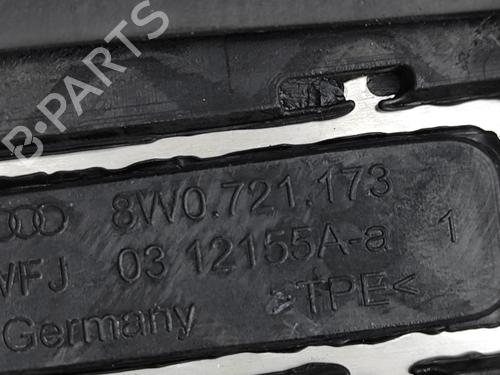 B-PARTS
8W0.721.173
WFJ 03 12155A-a 1
Germany >TPE<